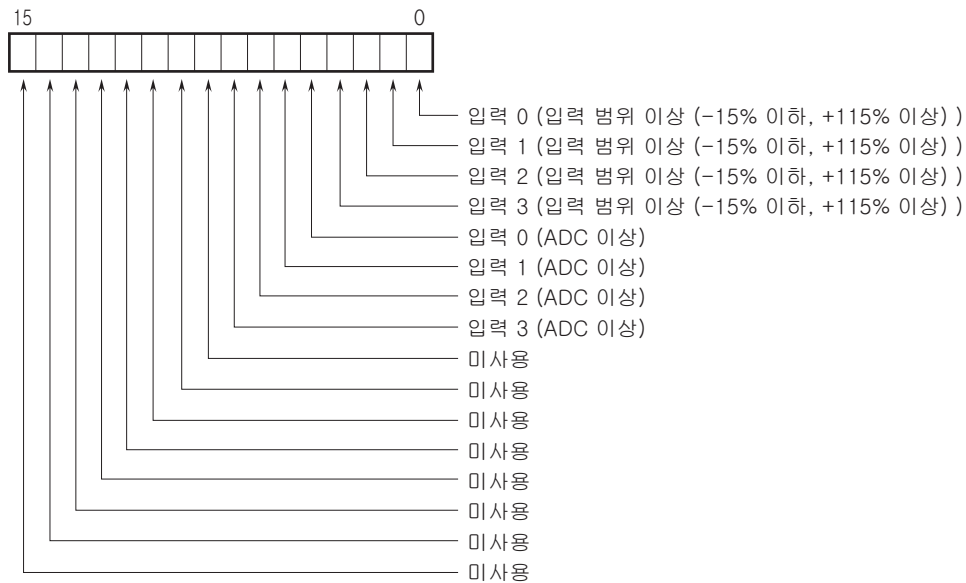 15 0
입력 0 (입력 범위 이상 (-15% 이하, +115% 이상) )
입력 1 (입력 범위 이상 (-15% 이하, +115% 이상) )
입력 2 (입력 범위 이상 (-15% 이하, +115% 이상) )
입력 3 (입력 범위 이상 (-15% 이하, +115% 이상) )
입력 0 (ADC 이상)
입력 1 (ADC 이상)
입력 2 (ADC 이상)
입력 3 (ADC 이상)
미사용
미사용
미사용
미사용
미사용
미사용
미사용
미사용